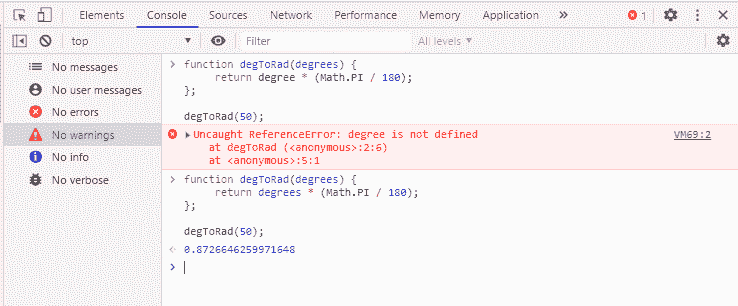 Elements Console Sources Network Performance Memory Application » 1
top Filter All levels
No messages
No user messages
No errors
No warnings
No info
No verbose
> function degToRad(degrees) {
return degree * (Math.PI / 180);
};
degToRad(50);
Uncaught ReferenceError: degree is not defined VM69:2
at degToRad (<anonymous>:2:6)
at <anonymous>:5:1
> function degToRad(degrees) {
return degrees * (Math.PI / 180);
};
degToRad(50);
0.8726646259971648
>